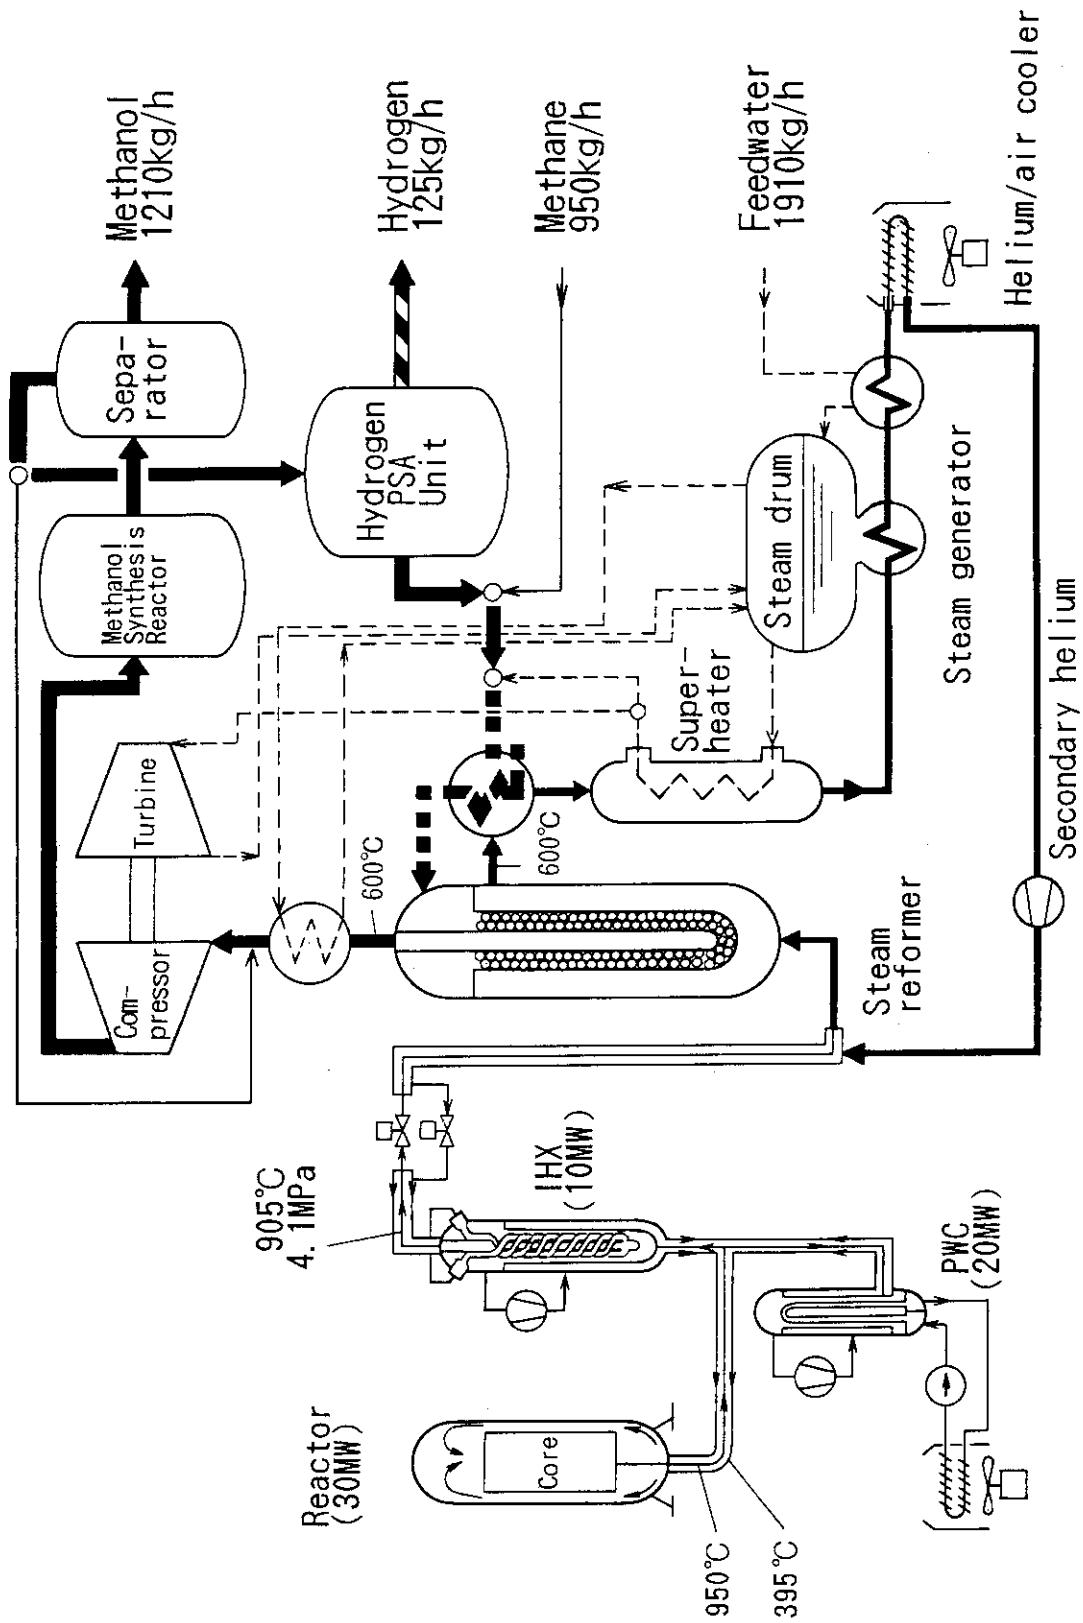 Reactor
(30MW)
Core
950℃
395℃
905℃
4.1MPa
IHX
(10MW)
PWC
(20MW)
Com-
pressor
Turbine
Methanol
Synthesis
Reactor
Sepa-
rator
Methanol
1210kg/h
Hydrogen
PSA
Unit
Hydrogen
125kg/h
Methane
950kg/h
Feedwater
1910kg/h
600℃
600℃
Super-
heater
Steam drum
Steam
reformer
Steam generator
Helium/air cooler
Secondary helium